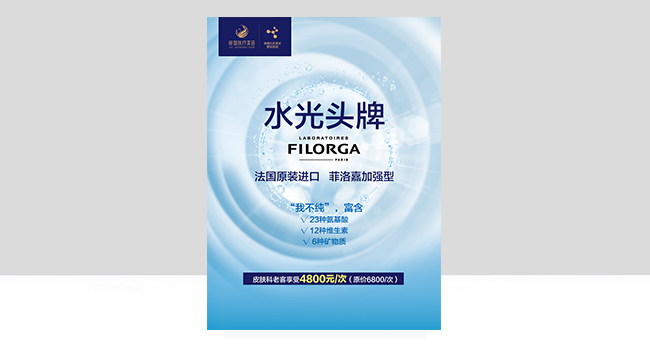 水光头牌
LABORATOIRES
FILORGA
PARIS
法国原装进口 菲洛嘉加强型
“我不纯”，富含
√ 23种氨基酸
√ 12种维生素
√ 6种矿物质
皮肤科老客享受4800元/次（原价6800/次）